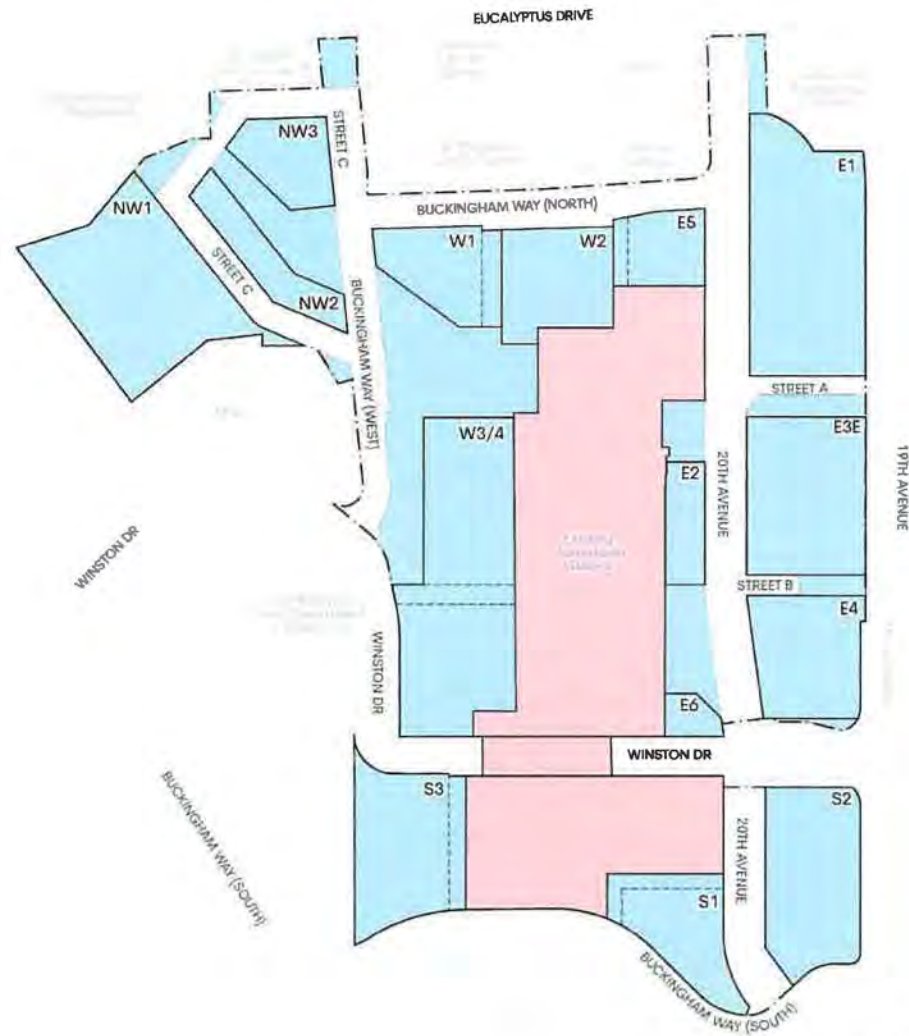 EUCALYPTUS DRIVE
NW3
STREET C
E1
NW1
BUCKINGHAM WAY (NORTH)
W1
W2
E5
STREET C
NW2
BUCKINGHAM WAY (WEST)
STREET A
W3/4
E3E
E2
20TH AVENUE
19TH AVENUE
WINSTON DR
STREET B
E4
WINSTON DR
E6
WINSTON DR
BUCKINGHAM WAY (SOUTH)
S3
S2
20TH AVENUE
S1
BUCKINGHAM WAY (SOUTH)